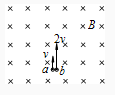 × × × × ×
× × × × B ×
× × 2v × ×
× × v × ×
× × a b × ×
× × × × ×